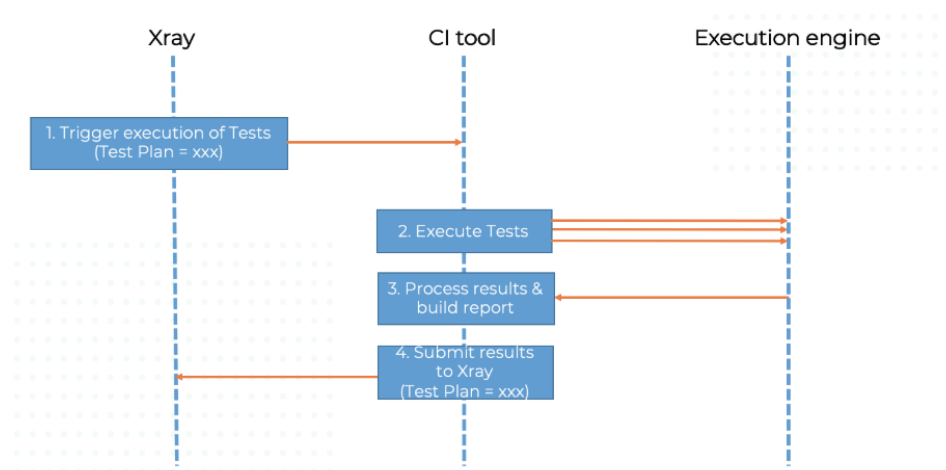 Xray
CI tool
Execution engine
1. Trigger execution of Tests
(Test Plan = xxx)
2. Execute Tests
3. Process results &
build report
4. Submit results
to Xray
(Test Plan = xxx)